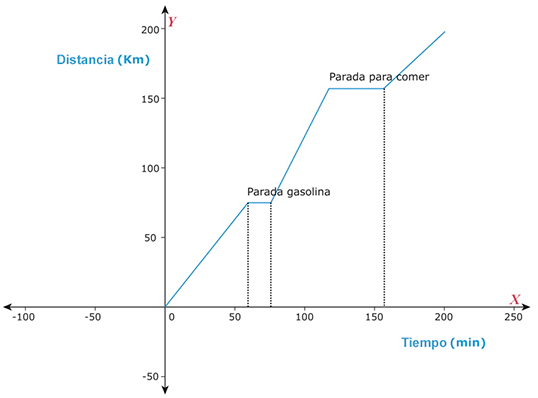 Y
200
Distancia (Km)
Parada para comer
150
100
Parada gasolina
50
X
-100 -50 0 50 100 150 200 250
Tiempo (min)
-50